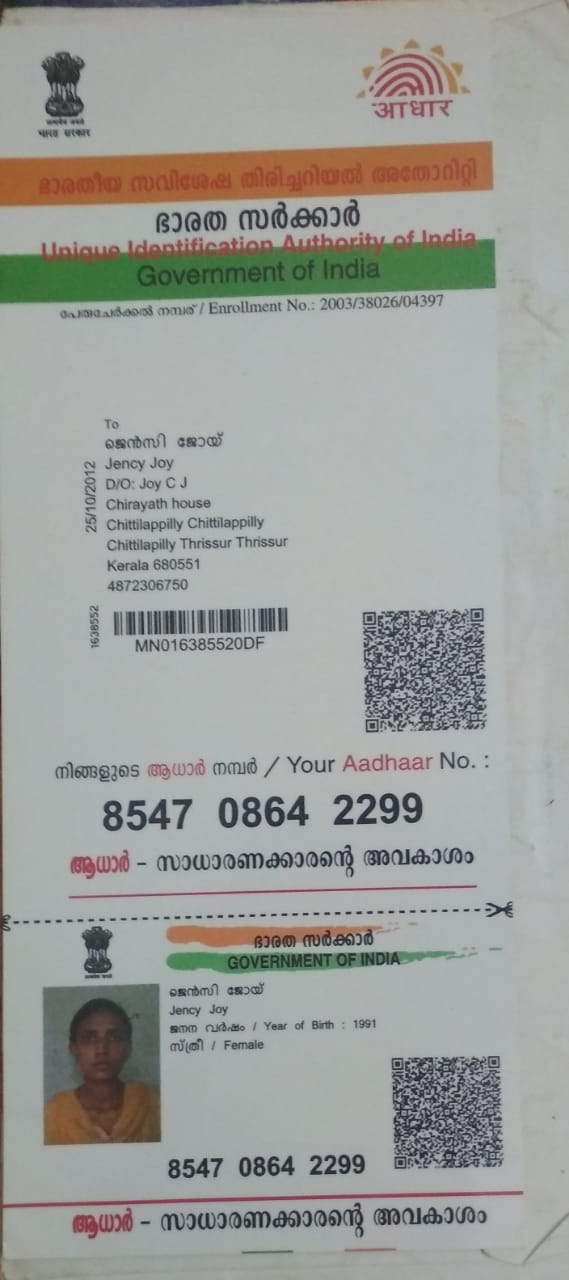 भारत सरकार
आधार
ഭാരതീയ സവിശേഷ തിരിച്ചറിയൽ അതോറിറ്റി
ഭാരത സർക്കാർ
Unique Identification Authority of India
Government of India
പേരുചേർക്കൽ നമ്പര് / Enrollment No.: 2003/38026/04397
To
ജെൻസി ജോയ്
Jency Joy
D/O: Joy C J
Chirayath house
Chittilappilly Chittilappilly
Chittilapilly Thrissur Thrissur
Kerala 680551
4872306750
25/10/2012
1638552
MN016385520DF
നിങ്ങളുടെ ആധാർ നമ്പർ / Your Aadhaar No. :
8547 0864 2299
ആധാർ – സാധാരണക്കാരന്റെ അവകാശം
ഭാരത സർക്കാർ
GOVERNMENT OF INDIA
ജെൻസി ജോയ്
Jency Joy
ജനന വർഷം / Year of Birth : 1991
സ്ത്രീ / Female
8547 0864 2299
ആധാർ – സാധാരണക്കാരന്റെ അവകാശം